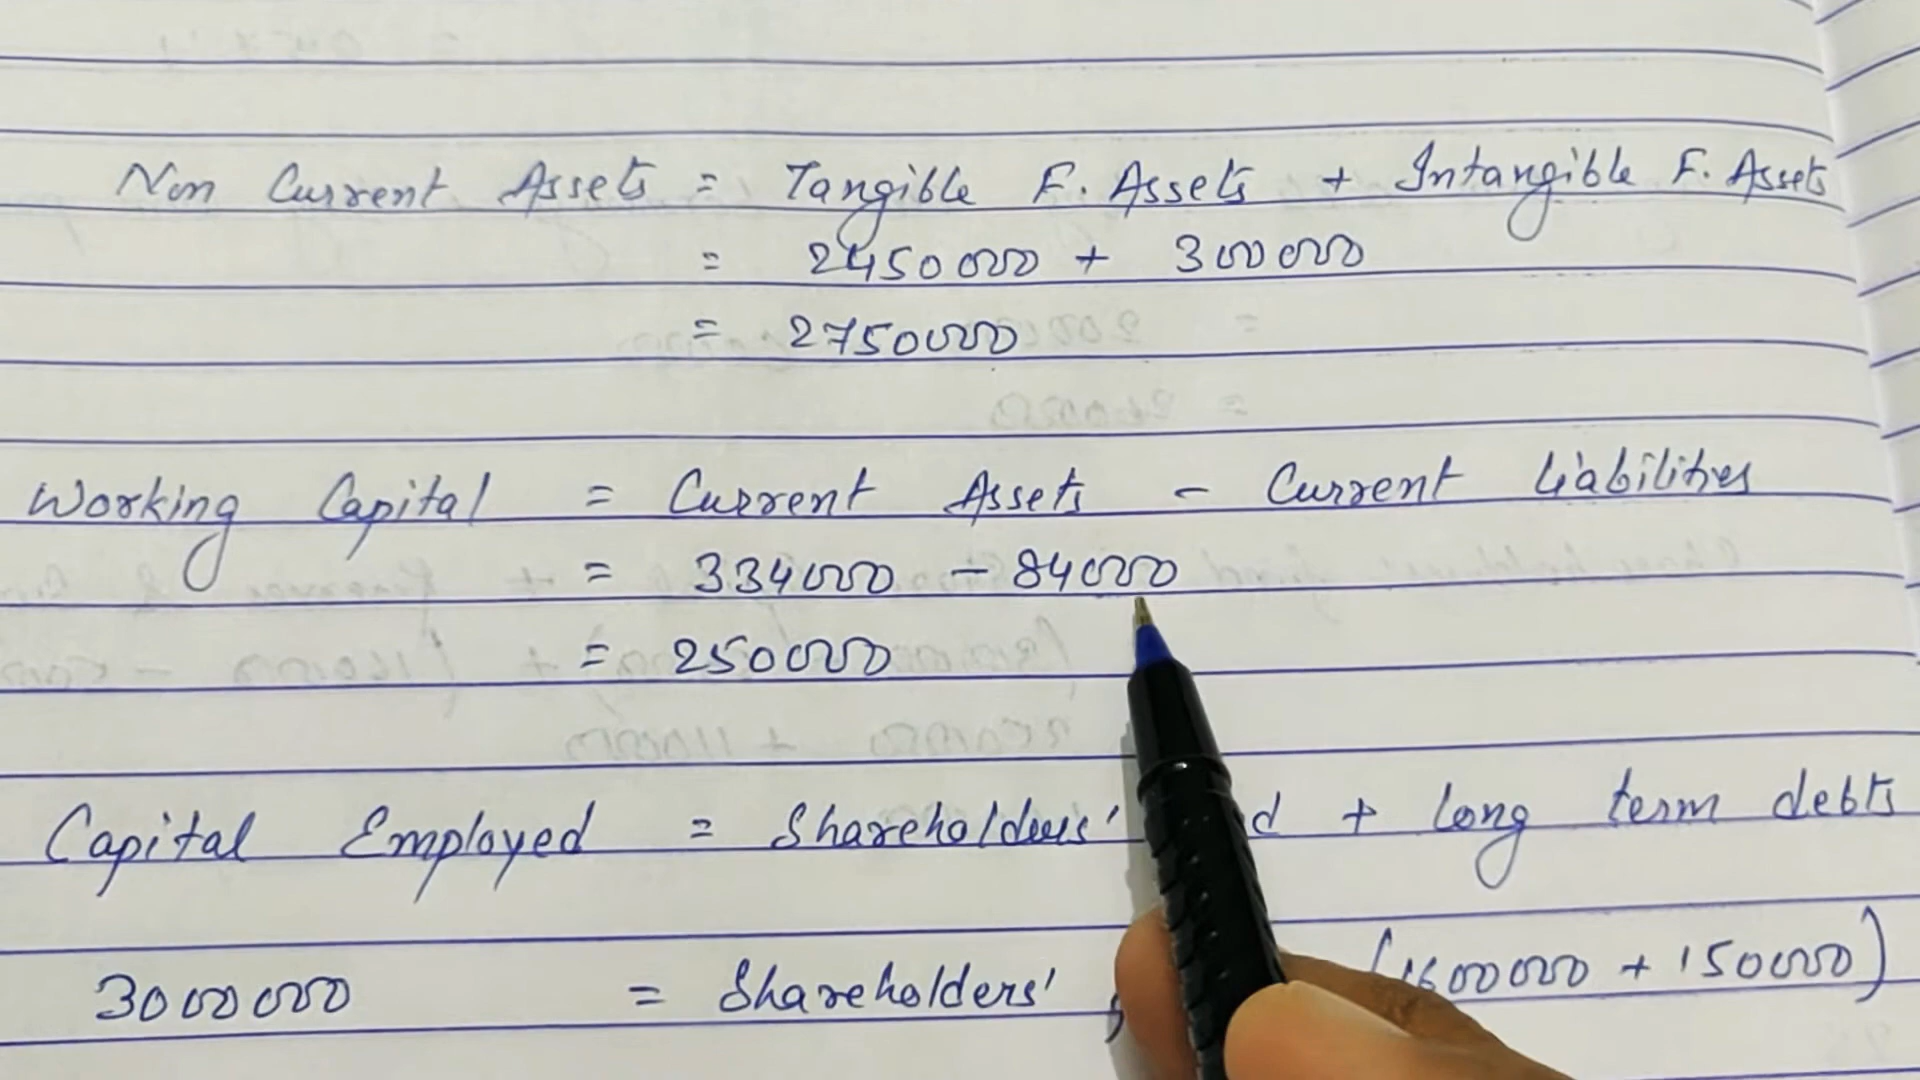 Non Current Assets = Tangible F. Assets + Intangible F. Assets
= 2450000 + 300000
= 2750000
Working Capital = Current Assets - Current Liabilities
= 334000 - 84000
= 250000
Capital Employed = Shareholders' + Long term debts
3000000 = Shareholders' (1600000 + 150000)